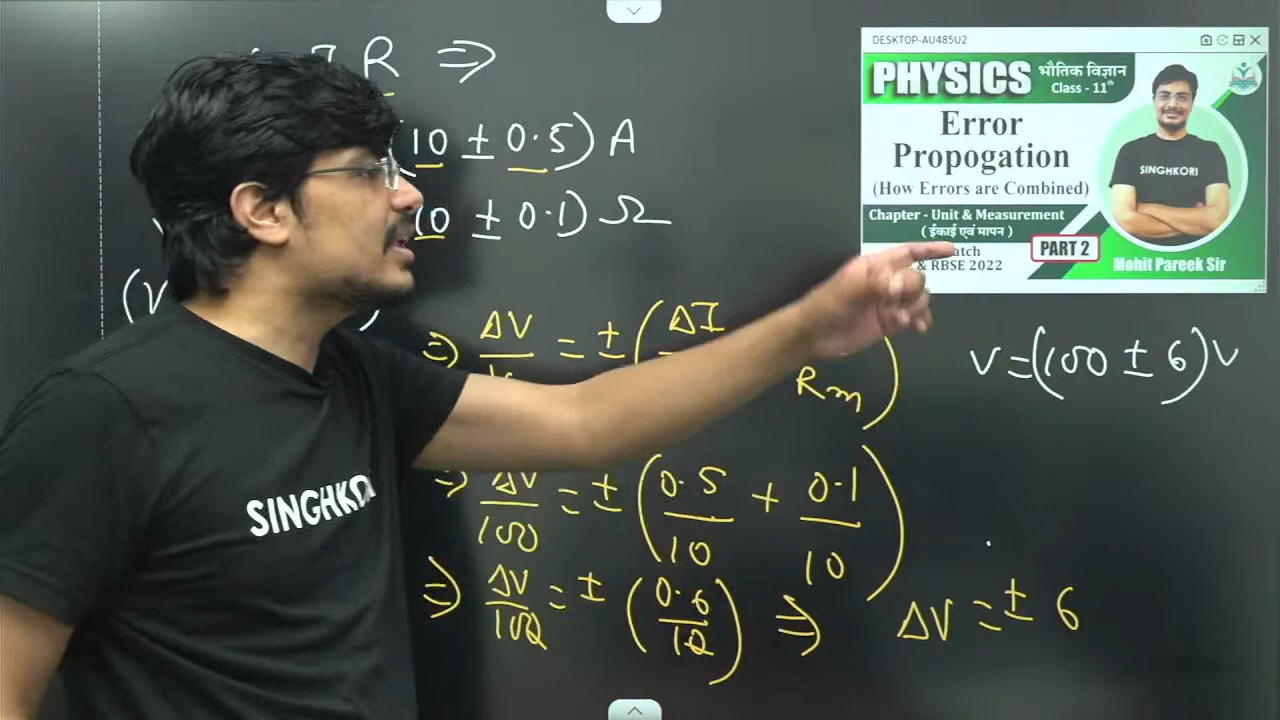 R ⇒
(10 ± 0.5) A
10 ± 0.1) Ω
(V
)
⇒ ΔV = ± (ΔI
Rm)
⇒ ΔV/100 = ± (0.5/10 + 0.1/10)
⇒ ΔV/100 = ± (0.6/10) ⇒ ΔV = ± 6
V = (100 ± 6) V
SINGHKORI
DESKTOP-AU485U2
PHYSICS भौतिक विज्ञान
Class - 11th
Error
Propogation
(How Errors are Combined)
Chapter - Unit & Measurement
( ईकाई एवं मापन )
atch
& RBSE 2022
PART 2
SINGHKORI
Mohit Pareek Sir